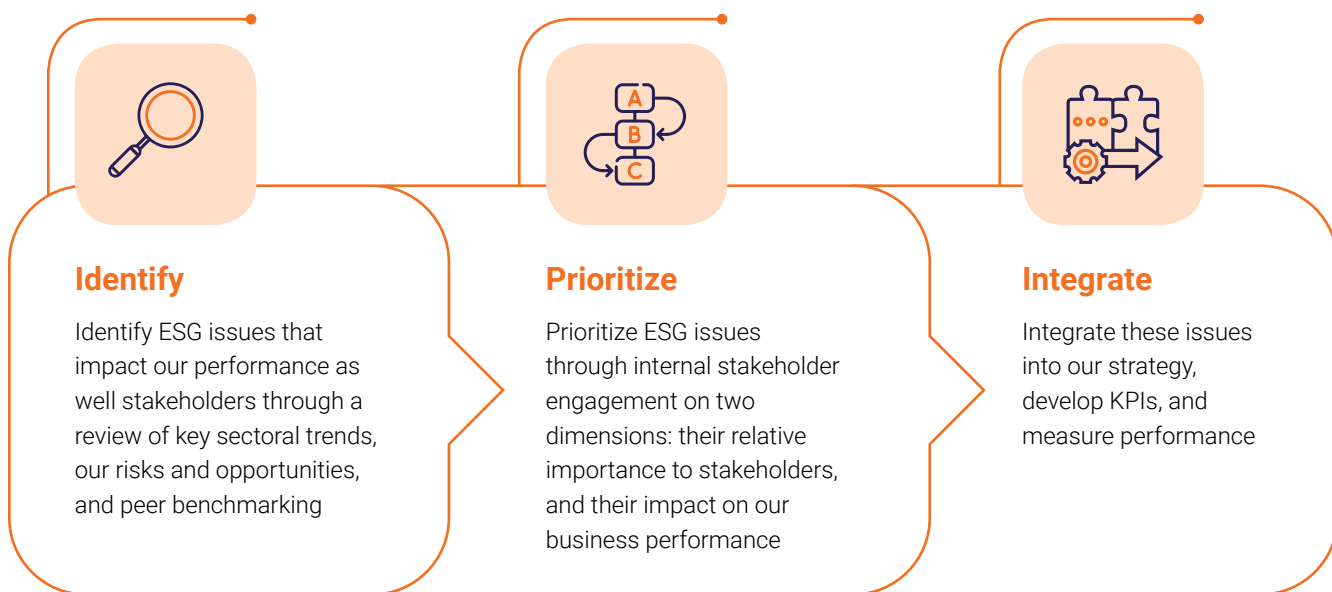 A
B
C
Identify
Identify ESG issues that
impact our performance as
well stakeholders through a
review of key sectoral trends,
our risks and opportunities,
and peer benchmarking
Prioritize
Prioritize ESG issues
through internal stakeholder
engagement on two
dimensions: their relative
importance to stakeholders,
and their impact on our
business performance
Integrate
Integrate these issues
into our strategy,
develop KPIs, and
measure performance